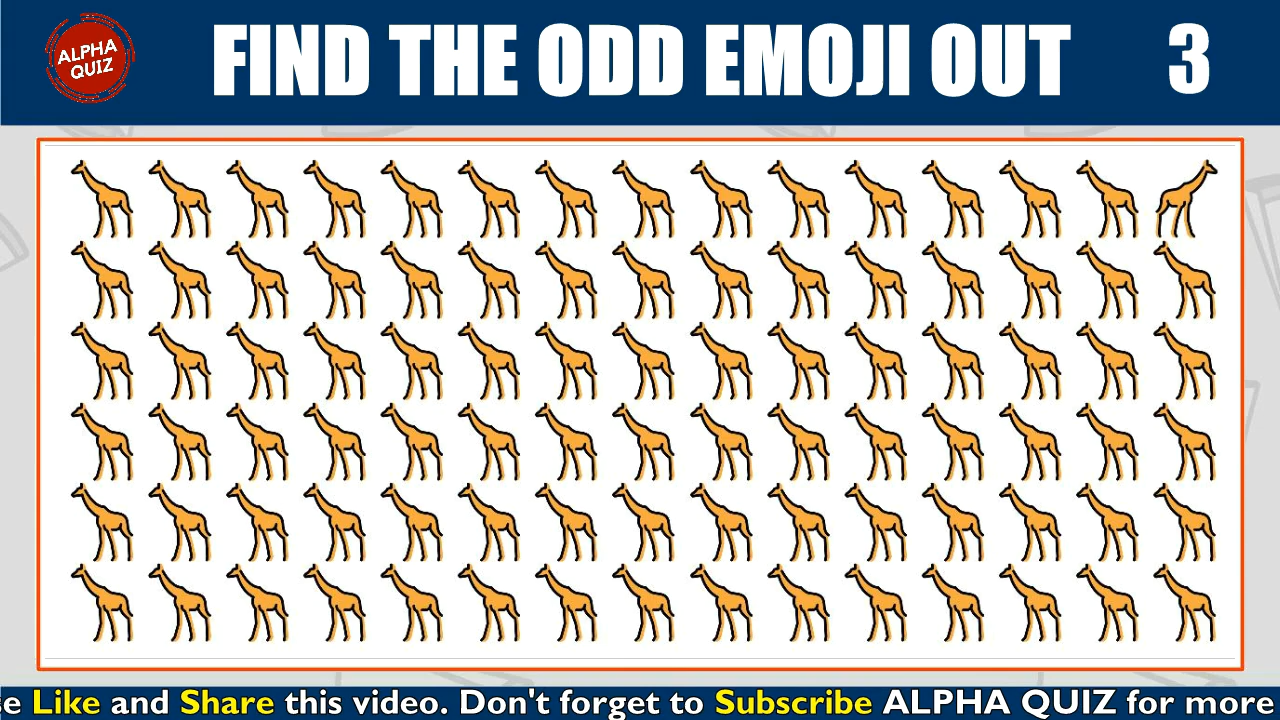 ALPHA
QUIZ
FIND THE ODD EMOJI OUT
3
Like and Share this video. Don't forget to Subscribe ALPHA QUIZ for more